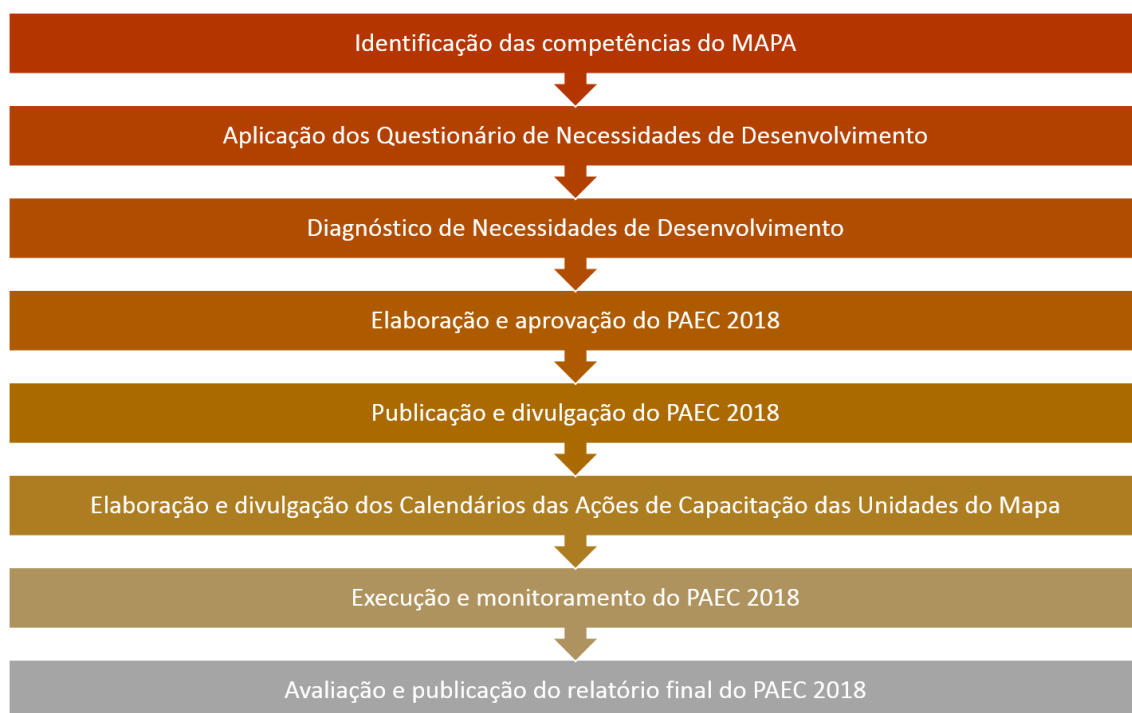 Identificação das competências do MAPA
Aplicação dos Questionário de Necessidades de Desenvolvimento
Diagnóstico de Necessidades de Desenvolvimento
Elaboração e aprovação do PAEC 2018
Publicação e divulgação do PAEC 2018
Elaboração e divulgação dos Calendários das Ações de Capacitação das Unidades do Mapa
Execução e monitoramento do PAEC 2018
Avaliação e publicação do relatório final do PAEC 2018